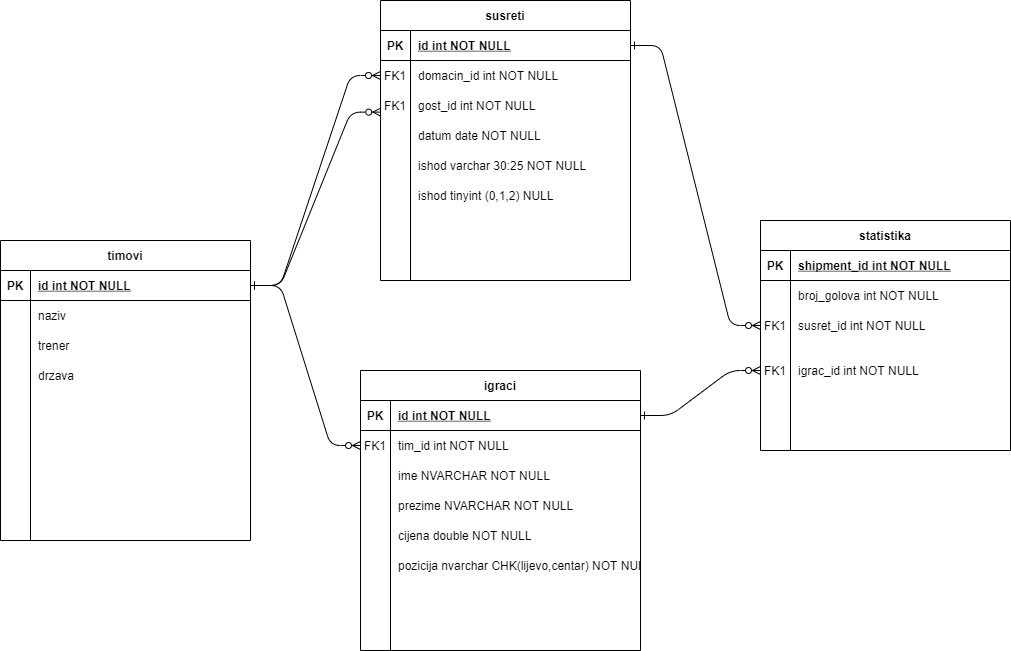 susreti
PK id int NOT NULL
FK1 domacin_id int NOT NULL
FK1 gost_id int NOT NULL
datum date NOT NULL
ishod varchar 30:25 NOT NULL
ishod tinyint (0,1,2) NULL
timovi
PK id int NOT NULL
naziv
trener
drzava
igraci
PK id int NOT NULL
FK1 tim_id int NOT NULL
ime NVARCHAR NOT NULL
prezime NVARCHAR NOT NULL
cijena double NOT NULL
pozicija nvarchar CHK(lijevo,centar) NOT NUL
statistika
PK shipment_id int NOT NULL
broj_golova int NOT NULL
FK1 susret_id int NOT NULL
FK1 igrac_id int NOT NULL